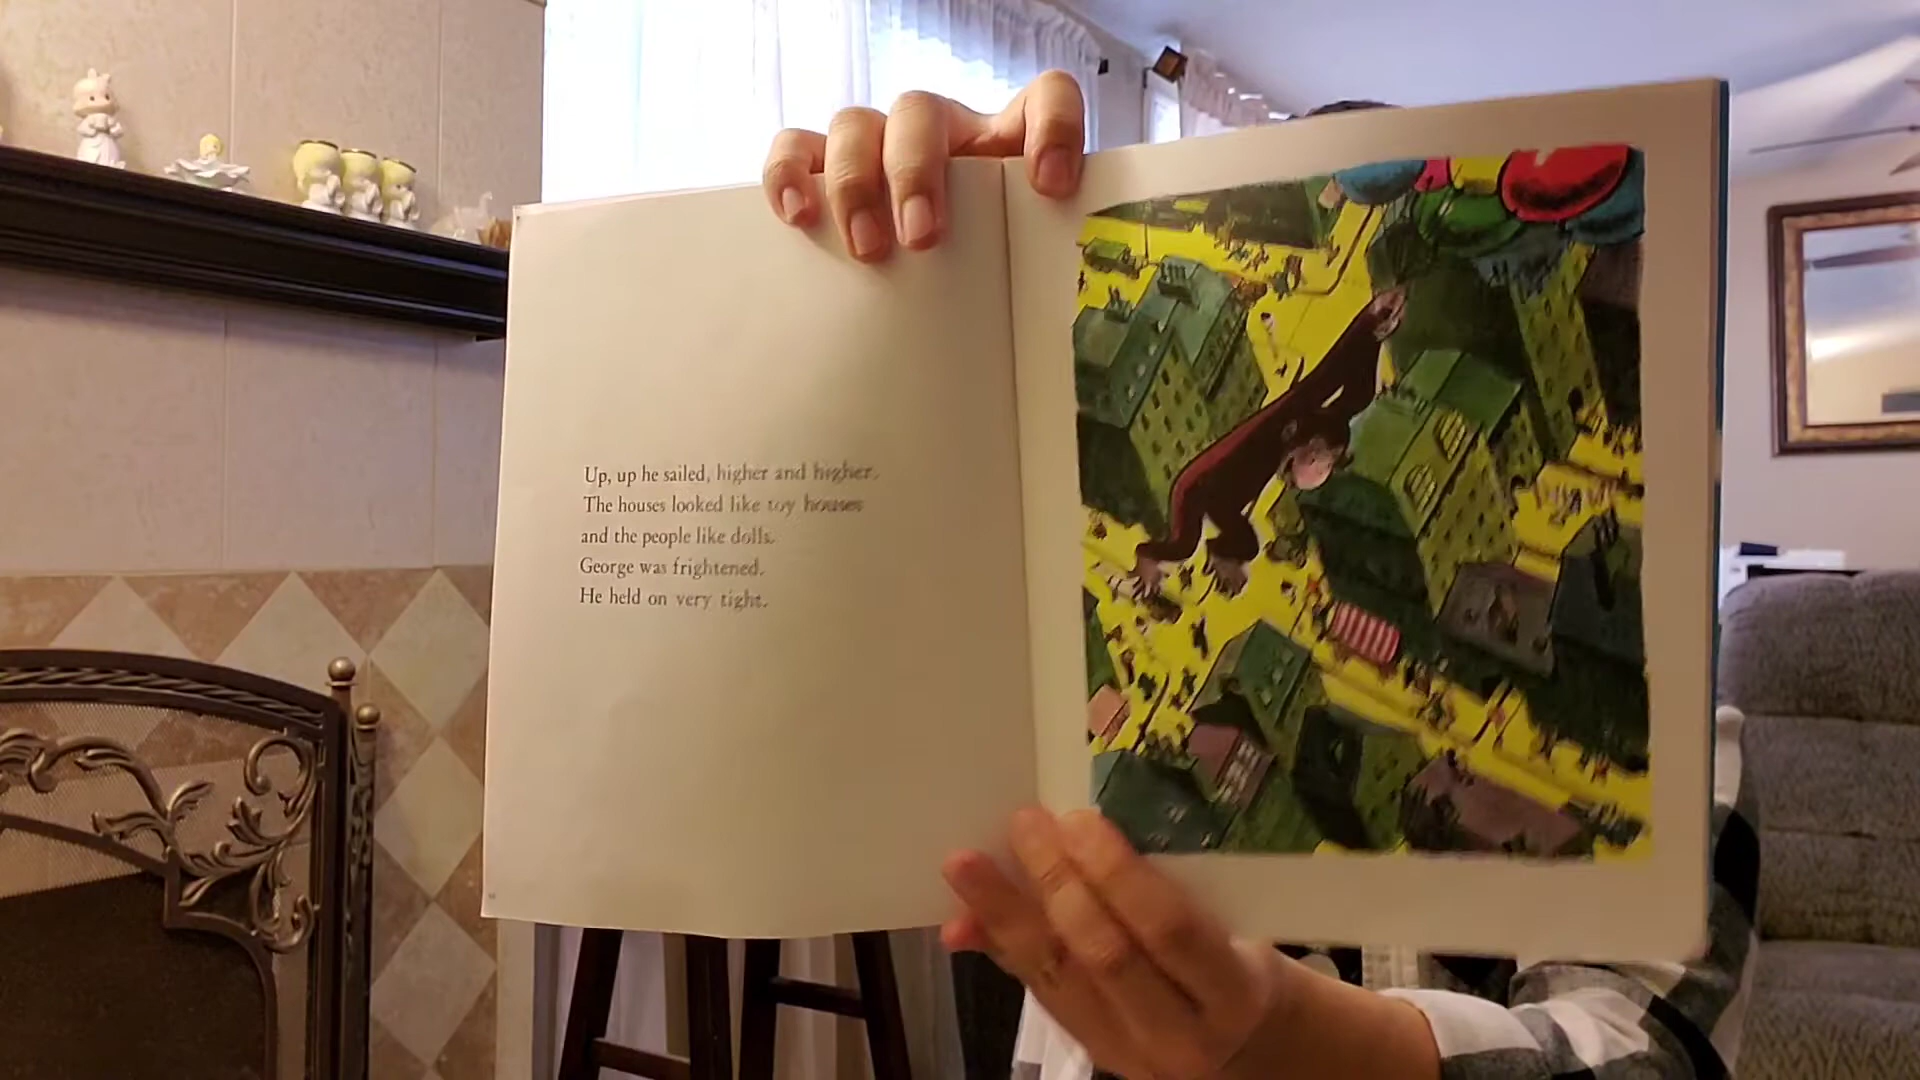 Up, up he sailed, higher and higher.
The houses looked like toy houses
and the people like dolls.
George was frightened.
He held on very tight.